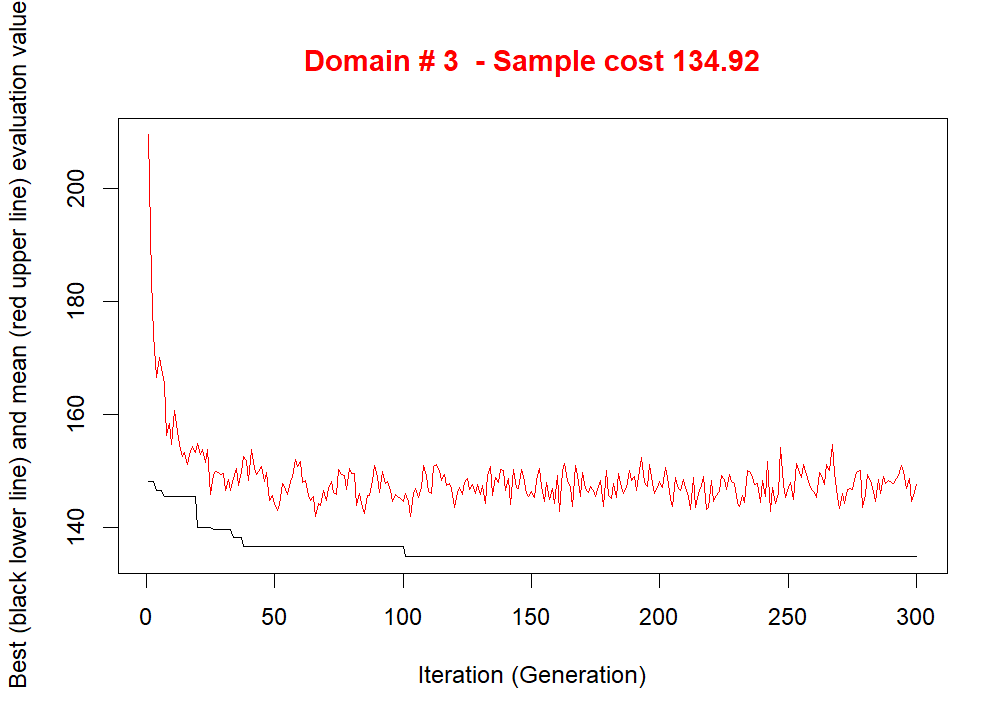 Domain # 3  - Sample cost 134.92
Best (black lower line) and mean (red upper line) evaluation value
200
180
160
140
0 50 100 150 200 250 300
Iteration (Generation)